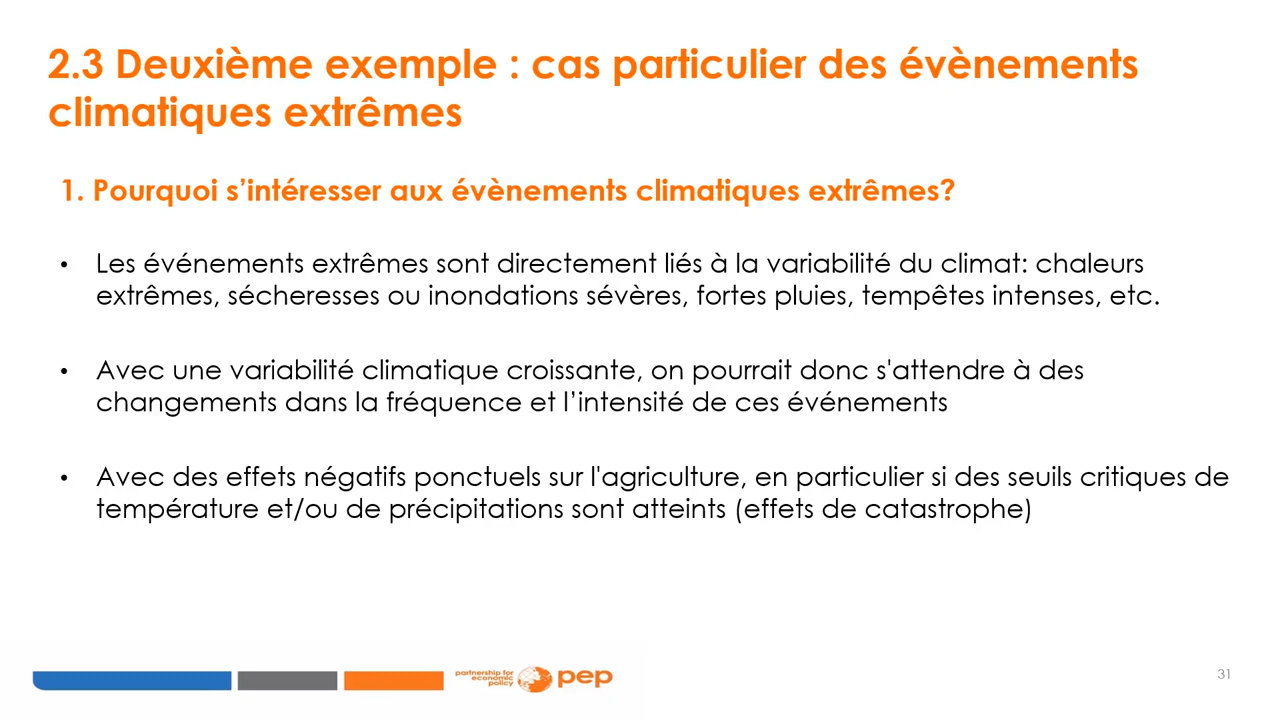 2.3 Deuxième exemple : cas particulier des évènements
climatiques extrêmes
1. Pourquoi s’intéresser aux évènements climatiques extrêmes?
• Les événements extrêmes sont directement liés à la variabilité du climat: chaleurs
extrêmes, sécheresses ou inondations sévères, fortes pluies, tempêtes intenses, etc.
• Avec une variabilité climatique croissante, on pourrait donc s'attendre à des
changements dans la fréquence et l’intensité de ces événements
• Avec des effets négatifs ponctuels sur l'agriculture, en particulier si des seuils critiques de
température et/ou de précipitations sont atteints (effets de catastrophe)
partnership for
economic
policy
pep
31